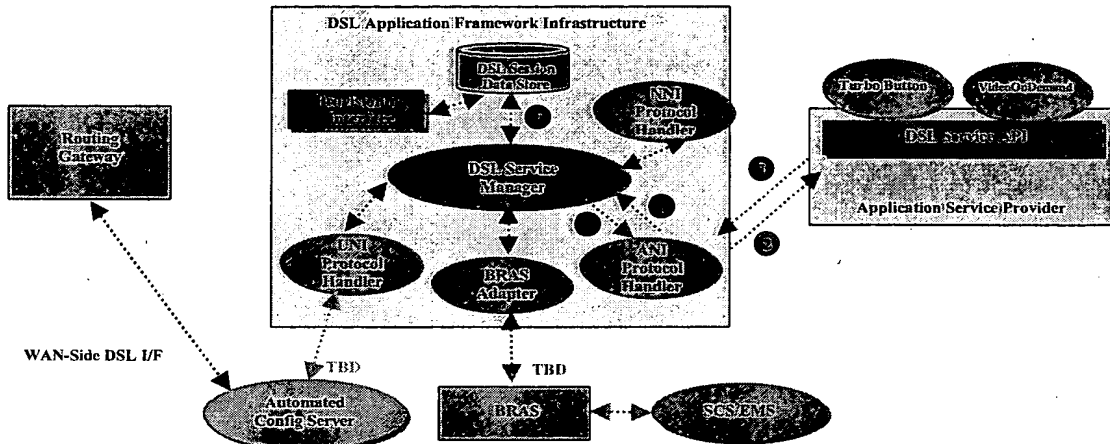 DSL Application Framework Infrastructure
DSL Session
Data Store
Interface
NNI
Protocol
Handler
Turbo Button
VideoOnDemand
DSL Service API
Application Service Provider
Routing
Gateway
DSL Service
Manager
UNI
Protocol
Handler
BRAS
Adapter
ANI
Protocol
Handler
WAN-Side DSL I/F
TBD
TBD
Automated
Config Server
BRAS
SCS/EMS